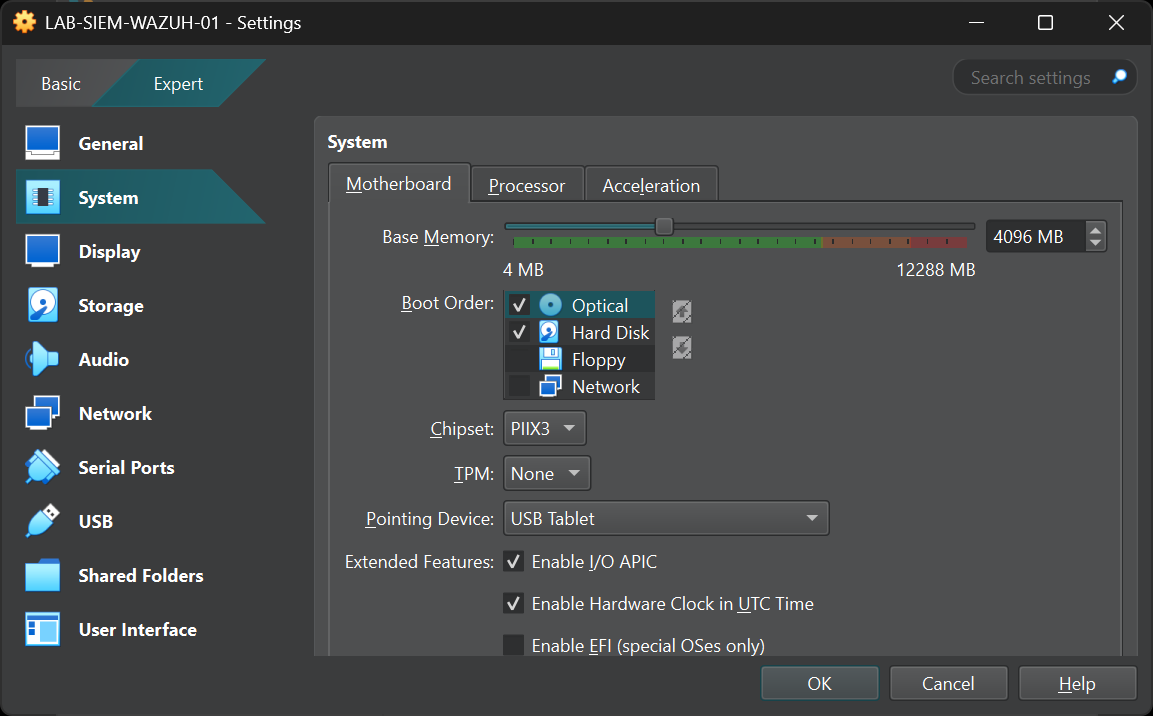 LAB-SIEM-WAZUH-01 - Settings
Basic
Expert
Search settings
General
System
Display
Storage
Audio
Network
Serial Ports
USB
Shared Folders
User Interface
System
Motherboard
Processor
Acceleration
Base Memory:
4096 MB
4 MB
12288 MB
Boot Order:
Optical
Hard Disk
Floppy
Network
Chipset:
PIIX3
TPM:
None
Pointing Device:
USB Tablet
Extended Features:
Enable I/O APIC
Enable Hardware Clock in UTC Time
Enable EFI (special OSes only)
OK
Cancel
Help